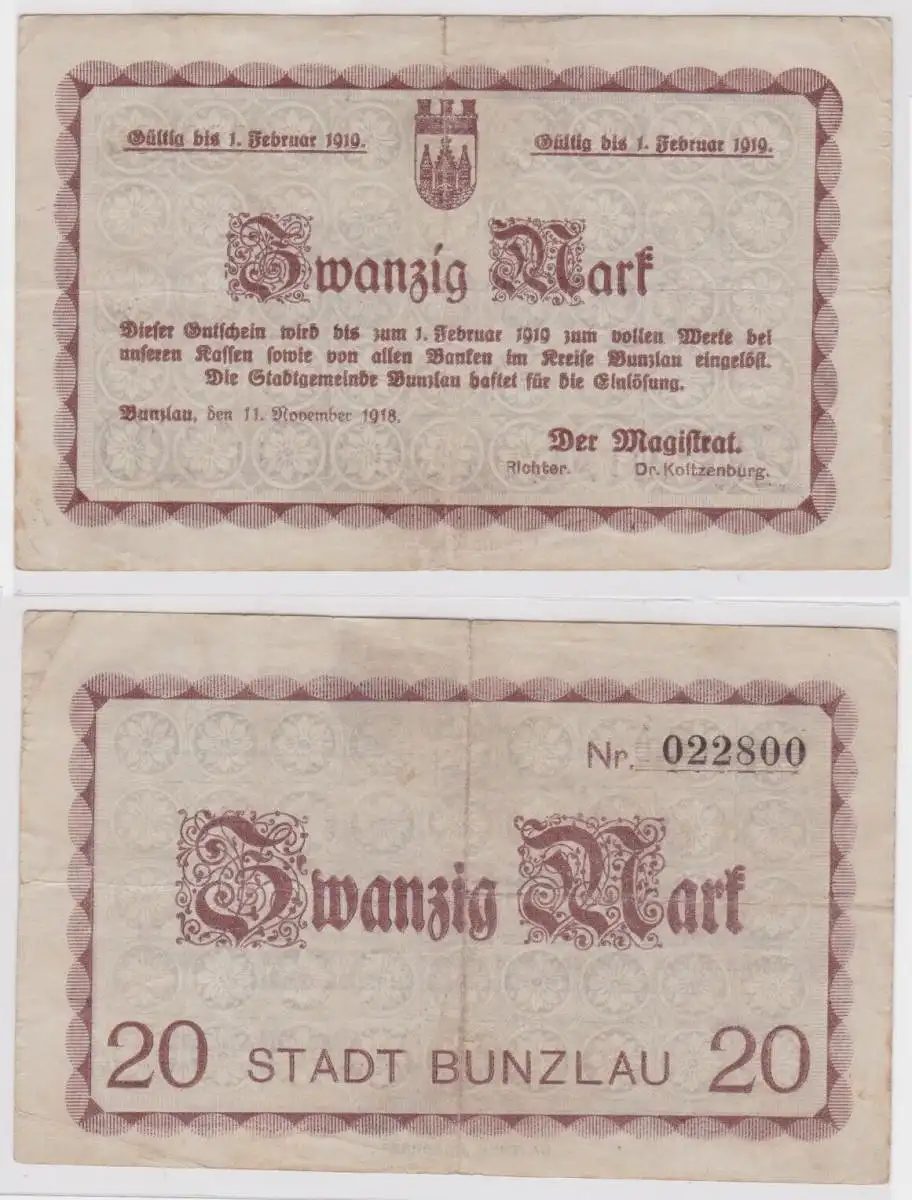 Gültig bis 1. Februar 1919. Gültig bis 1. Februar 1919.
Zwanzig Mark
Dieser Gutschein wird bis zum 1. Februar 1919 zum vollen Werte bei
unseren Kassen sowie von allen Banken im Kreise Bunzlau eingelöst.
Die Stadtgemeinde Bunzlau haftet für die Einlösung.
Bunzlau, den 11. November 1918.
Der Magistrat.
Richter. Dr. Koltzenburg.
Nr. 022800
Zwanzig Mark
20 STADT BUNZLAU 20